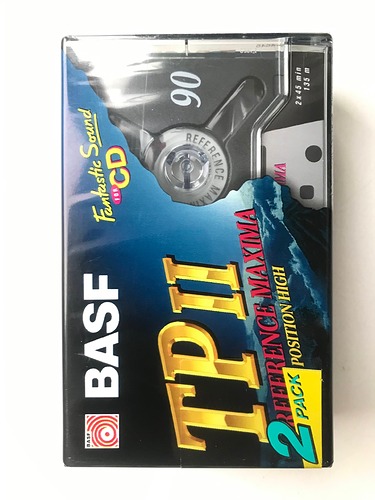 BASF
BASF
Fantastic Sound
for CD
90
2 x 45 min
135 m
REFERENCE MAXIMA
TP II
REFERENCE MAXIMA
POSITION HIGH
2 PACK